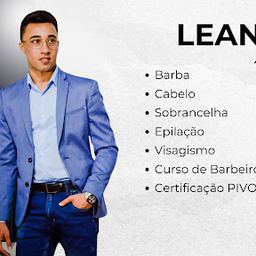 LEAN
• Barba
• Cabelo
• Sobrancelha
• Epilação
• Visagismo
• Curso de Barbeiro
• Certificação PIVO